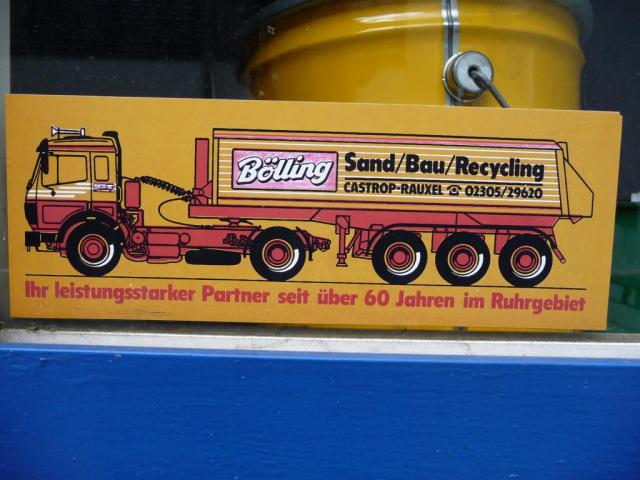 Bölling
Sand/Bau/Recycling
CASTROP-RAUXEL ☎ 02305/29620
Ihr leistungsstarker Partner seit über 60 Jahren im Ruhrgebiet